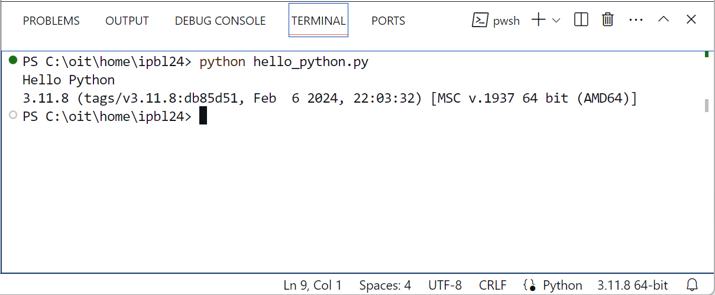 PROBLEMS OUTPUT DEBUG CONSOLE TERMINAL PORTS pwsh
PS C:\oit\home\ipbl24> python hello_python.py
Hello Python
3.11.8 (tags/v3.11.8:db85d51, Feb  6 2024, 22:03:32) [MSC v.1937 64 bit (AMD64)]
PS C:\oit\home\ipbl24>
Ln 9, Col 1 Spaces: 4 UTF-8 CRLF Python 3.11.8 64-bit